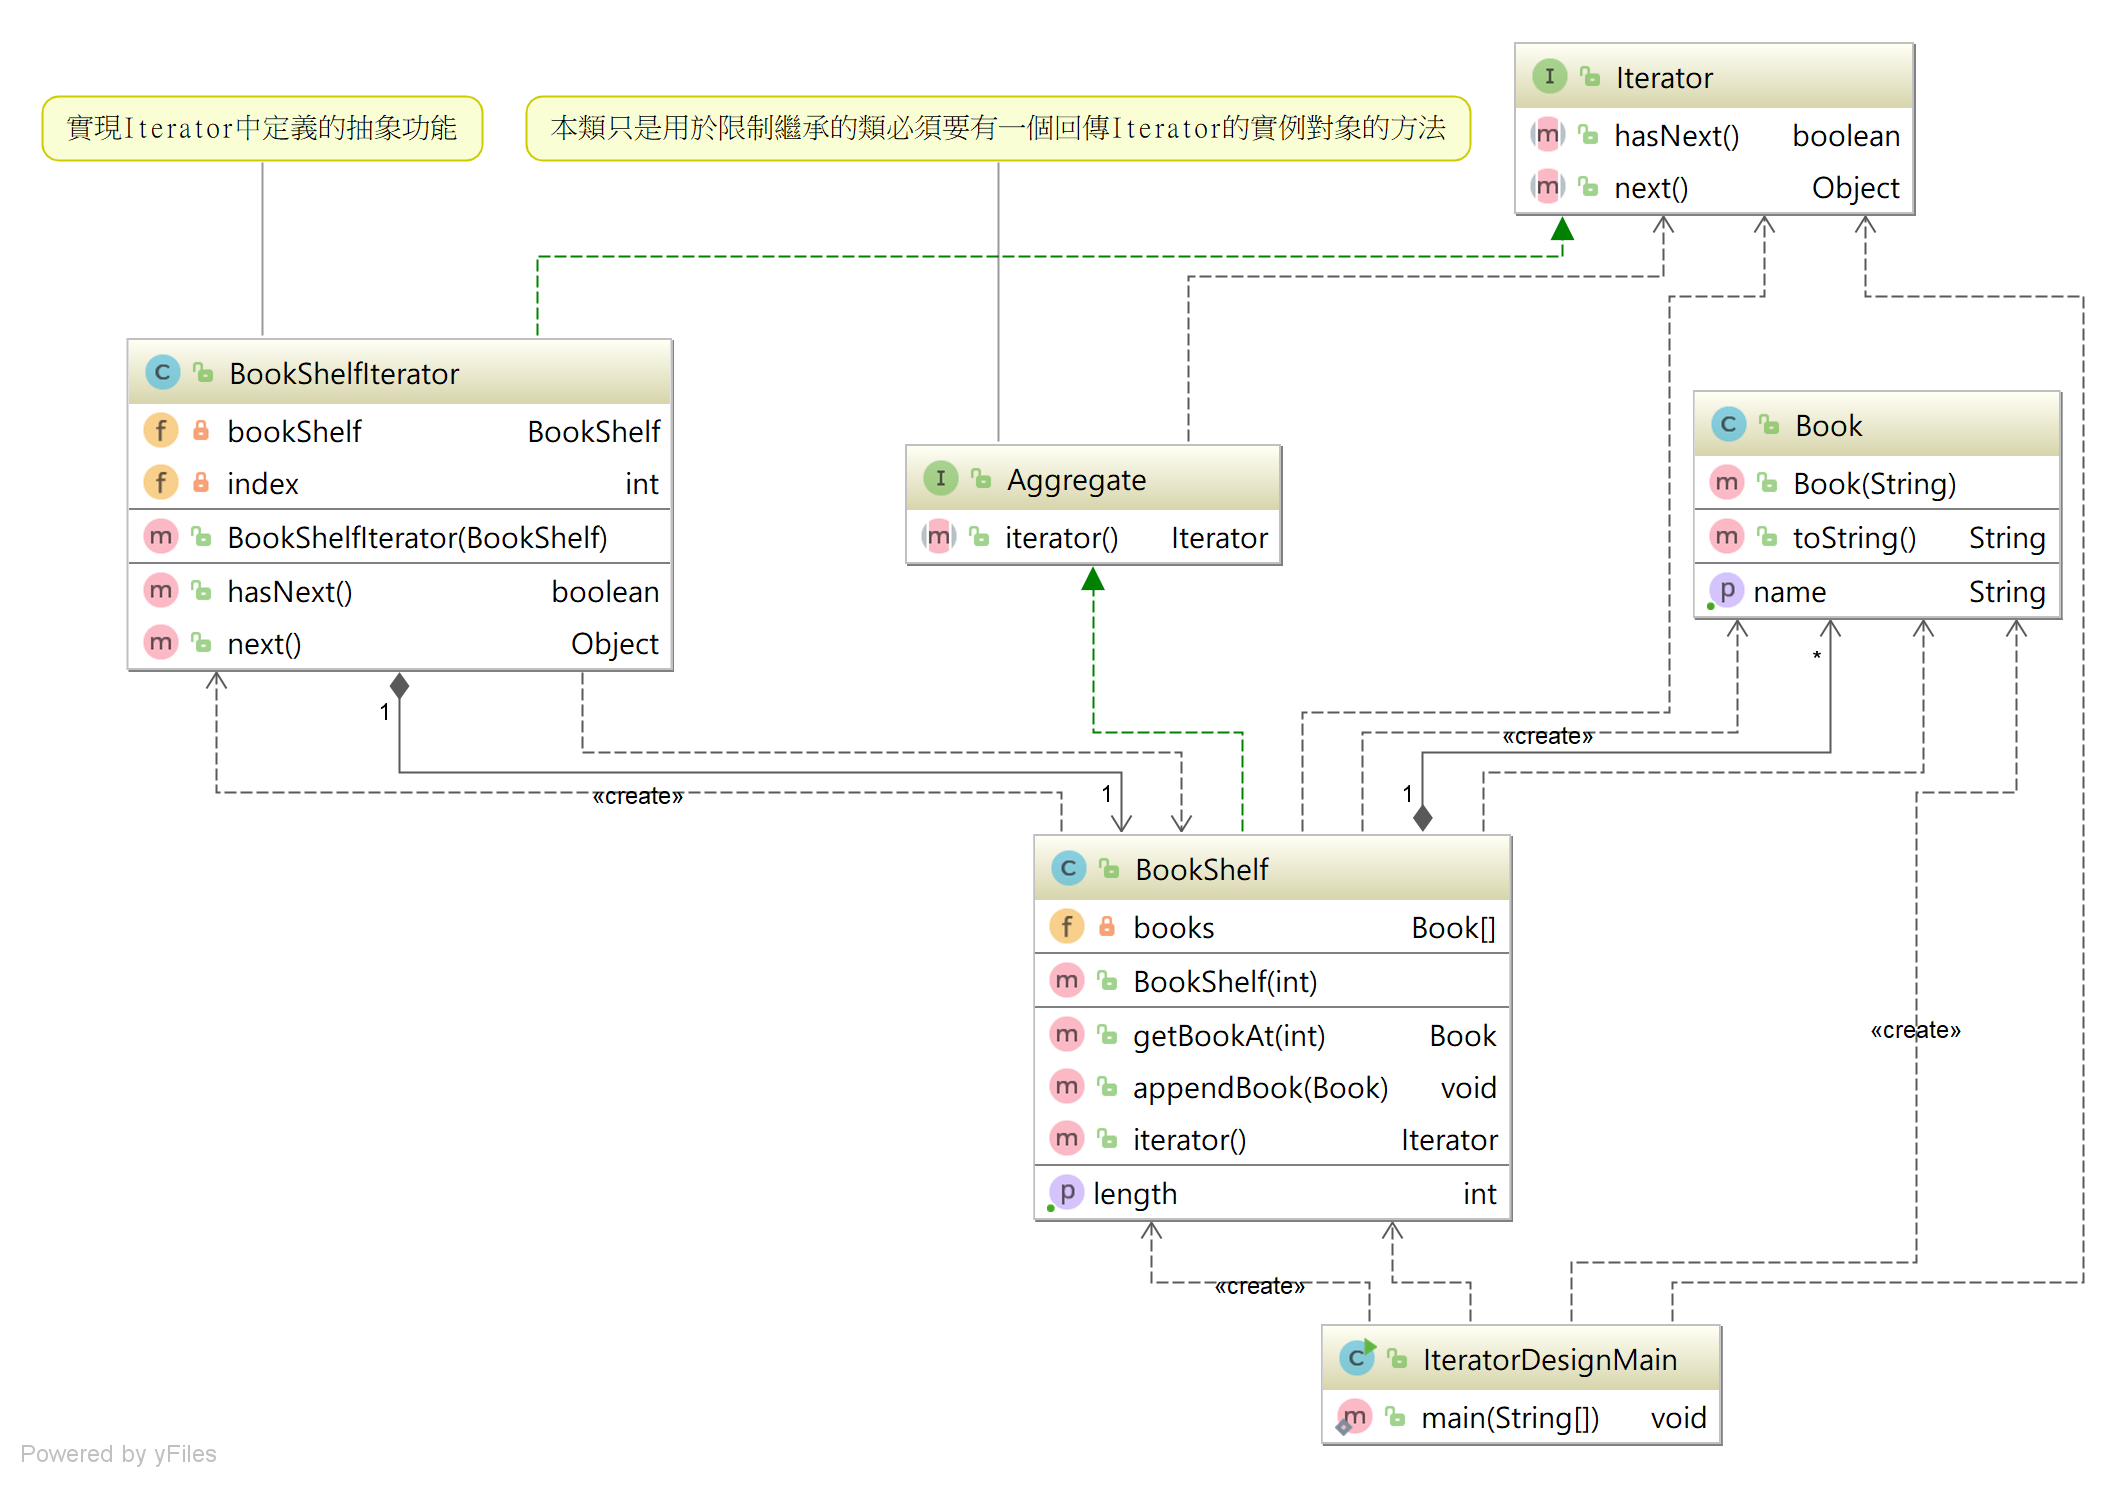 實現Iterator中定義的抽象功能
本類只是用於限制繼承的類必須要有一個回傳Iterator的實例對象的方法
I Iterator
m hasNext() boolean
m next() Object
C BookShelfIterator
f bookShelf BookShelf
f index int
m BookShelfIterator(BookShelf)
m hasNext() boolean
m next() Object
I Aggregate
m iterator() Iterator
C Book
m Book(String)
m toString() String
p name String
*
1
«create»
1
1
«create»
C BookShelf
f books Book[]
m BookShelf(int)
m getBookAt(int) Book
m appendBook(Book) void
m iterator() Iterator
p length int
«create»
«create»
C IteratorDesignMain
m main(String[]) void
Powered by yFiles